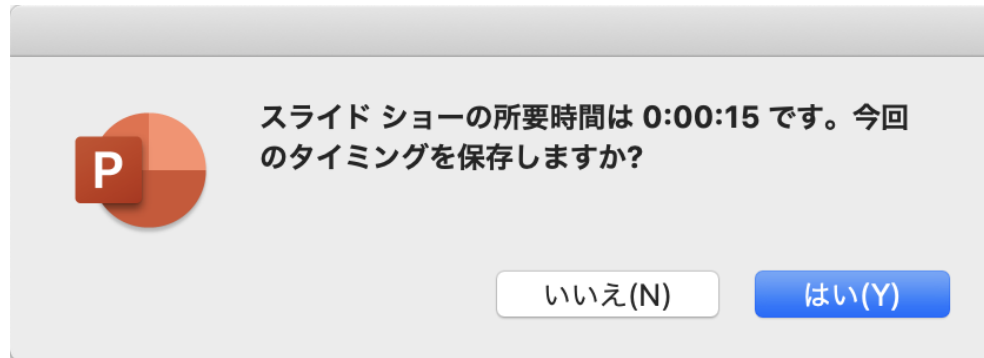 スライド ショーの所要時間は 0:00:15 です。今回
のタイミングを保存しますか?
P
いいえ(N)
はい(Y)